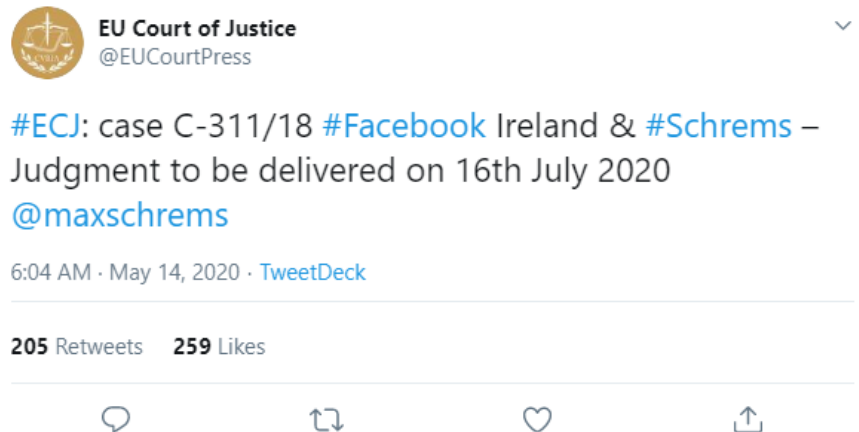 EU Court of Justice
@EUCourtPress
#ECJ: case C-311/18 #Facebook Ireland & #Schrems –
Judgment to be delivered on 16th July 2020
@maxschrems
6:04 AM · May 14, 2020 · TweetDeck
205 Retweets 259 Likes